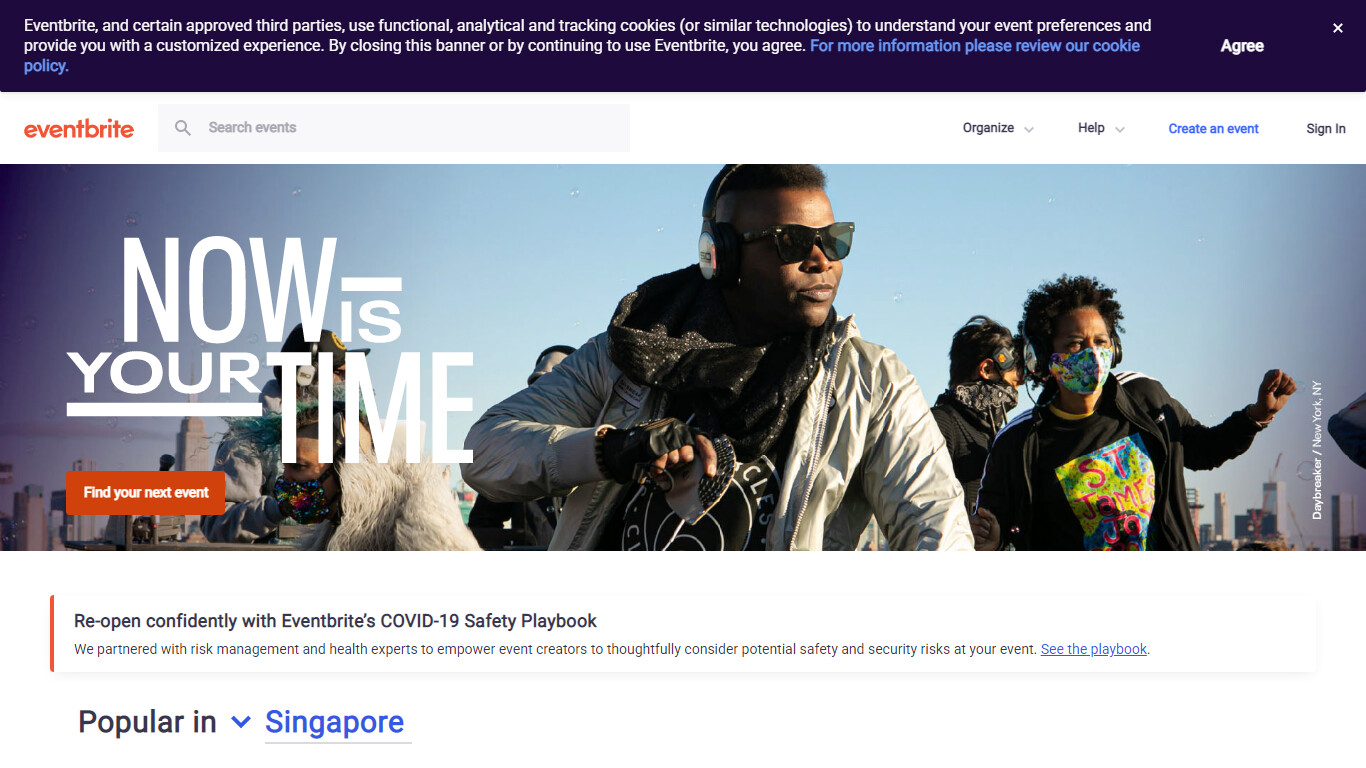 Eventbrite, and certain approved third parties, use functional, analytical and tracking cookies (or similar technologies) to understand your event preferences and
provide you with a customized experience. By closing this banner or by continuing to use Eventbrite, you agree. For more information please review our cookie
policy.
Agree
×
eventbrite
Search events
Organize
Help
Create an event
Sign In
NOW IS
YOUR TIME
Find your next event
ST
JAMES
JO
Daybreaker / New York, NY
Re-open confidently with Eventbrite’s COVID-19 Safety Playbook
We partnered with risk management and health experts to empower event creators to thoughtfully consider potential safety and security risks at your event. See the playbook.
Popular in Singapore